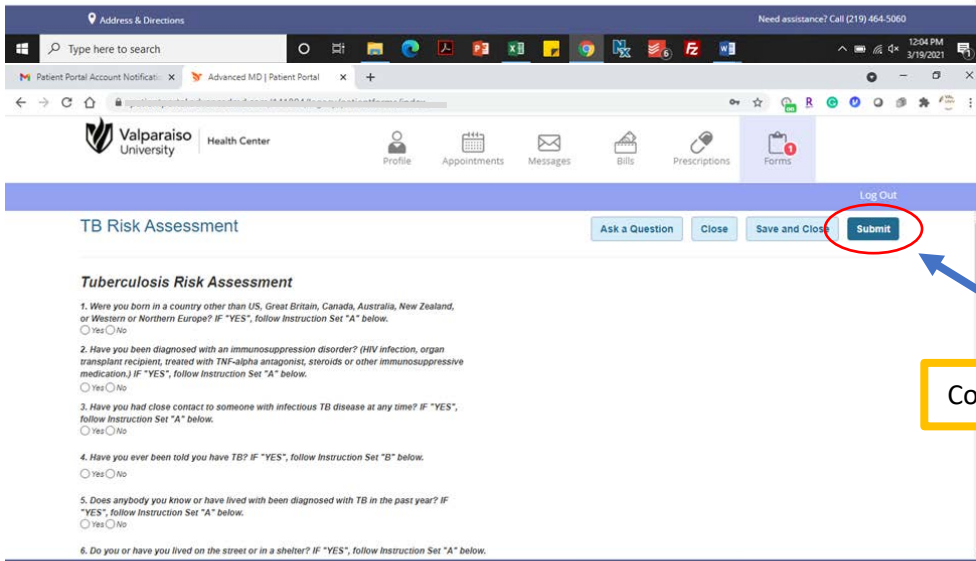 Address & Directions
Need assistance? Call (219) 464-5060
Type here to search
12:04 PM
3/19/2021
6
1
Patient Portal Account Notificati
Advanced MD | Patient Portal
Valparaiso
University
Health Center
Profile
Appointments
Messages
Bills
Prescriptions
Forms
1
Log Out
TB Risk Assessment
Ask a Question
Close
Save and Close
Submit
Tuberculosis Risk Assessment
1. Were you born in a country other than US, Great Britain, Canada, Australia, New Zealand,
or Western or Northern Europe? IF "YES", follow Instruction Set "A" below.
Yes No
2. Have you been diagnosed with an immunosuppression disorder? (HIV infection, organ
transplant recipient, treated with TNF-alpha antagonist, steroids or other immunosuppressive
medication.) IF "YES", follow Instruction Set "A" below.
Yes No
3. Have you had close contact to someone with infectious TB disease at any time? IF "YES",
follow Instruction Set "A" below.
Yes No
4. Have you ever been told you have TB? IF "YES", follow Instruction Set "B" below.
Yes No
5. Does anybody you know or have lived with been diagnosed with TB in the past year? IF
"YES", follow Instruction Set "A" below.
Yes No
6. Do you or have you lived on the street or in a shelter? IF "YES", follow Instruction Set "A" below.
Co